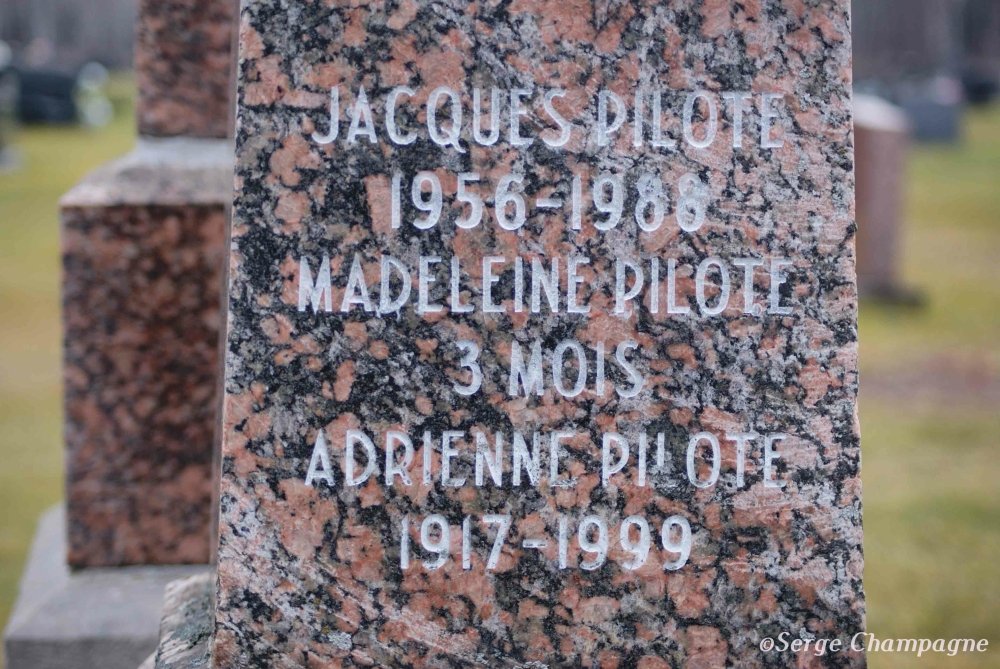 JACQUES PILOTE
1956-1988
MADELEINE PILOTE
3 MOIS
ADRIENNE PILOTE
1917-1999
©Serge Champagne